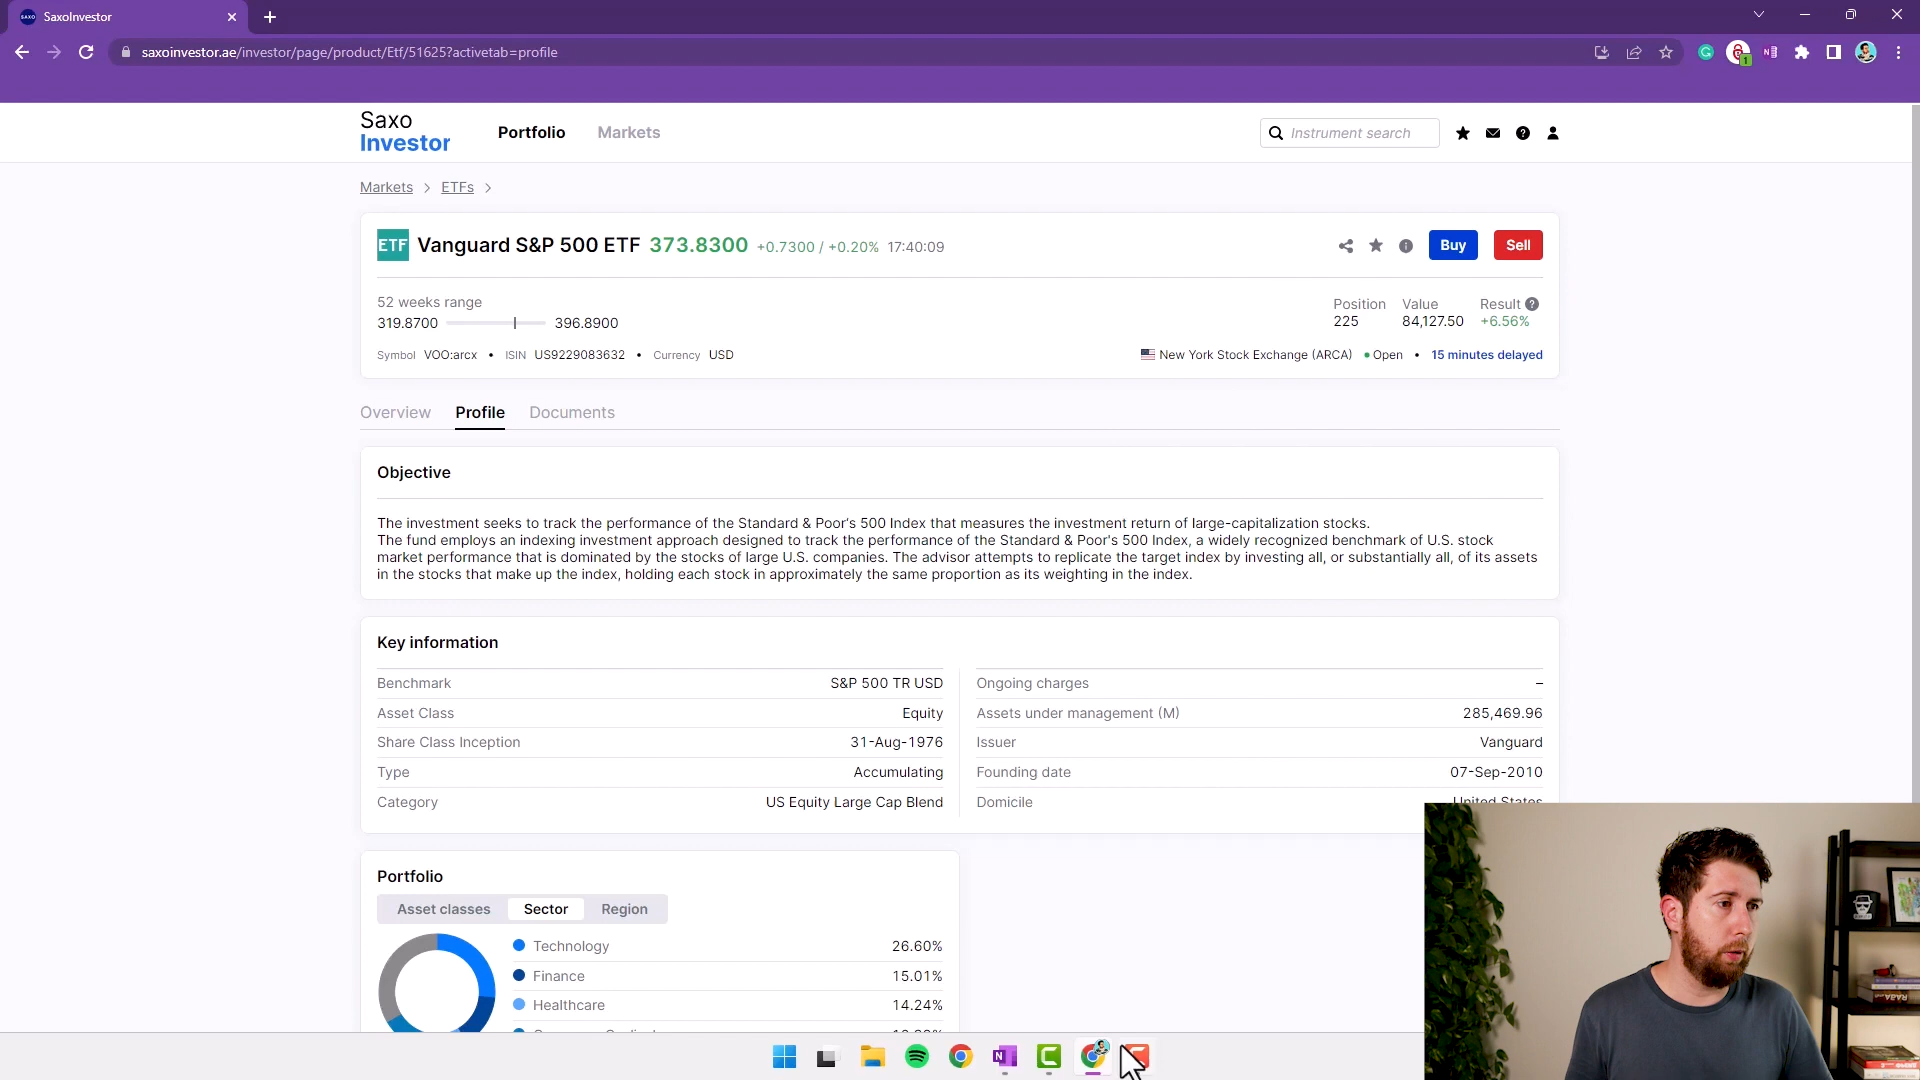 SaxoInvestor
saxoinvestor.ae/investor/page/product/Etf/51625?activetab=profile
Saxo
Investor
Portfolio
Markets
Instrument search
Markets > ETFs >
ETF Vanguard S&P 500 ETF 373.8300 +0.7300 / +0.20% 17:40:09
Buy
Sell
52 weeks range
319.8700 396.8900
Position Value Result
225 84,127.50 +6.56%
Symbol VOO:arcx • ISIN US9229083632 • Currency USD
New York Stock Exchange (ARCA) • Open • 15 minutes delayed
Overview Profile Documents
Objective
The investment seeks to track the performance of the Standard & Poor's 500 Index that measures the investment return of large-capitalization stocks.
The fund employs an indexing investment approach designed to track the performance of the Standard & Poor's 500 Index, a widely recognized benchmark of U.S. stock
market performance that is dominated by the stocks of large U.S. companies. The advisor attempts to replicate the target index by investing all, or substantially all, of its assets
in the stocks that make up the index, holding each stock in approximately the same proportion as its weighting in the index.
Key information
Benchmark S&P 500 TR USD
Asset Class Equity
Share Class Inception 31-Aug-1976
Type Accumulating
Category US Equity Large Cap Blend
Ongoing charges –
Assets under management (M) 285,469.96
Issuer Vanguard
Founding date 07-Sep-2010
Domicile United States
Portfolio
Asset classes Sector Region
Technology 26.60%
Finance 15.01%
Healthcare 14.24%